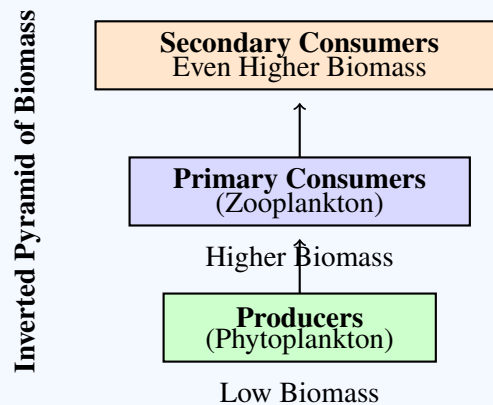 Inverted Pyramid of Biomass
Secondary Consumers
Even Higher Biomass
Primary Consumers
(Zooplankton)
Higher Biomass
Producers
(Phytoplankton)
Low Biomass